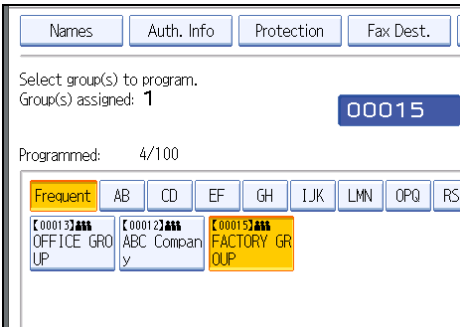 Names Auth. Info Protection Fax Dest.
Select group(s) to program.
Group(s) assigned: 1
00015
Programmed: 4/100
Frequent AB CD EF GH IJK LMN OPQ RS
【00013】 【00012】 【00015】
OFFICE GRO ABC Compan FACTORY GR
UP y OUP